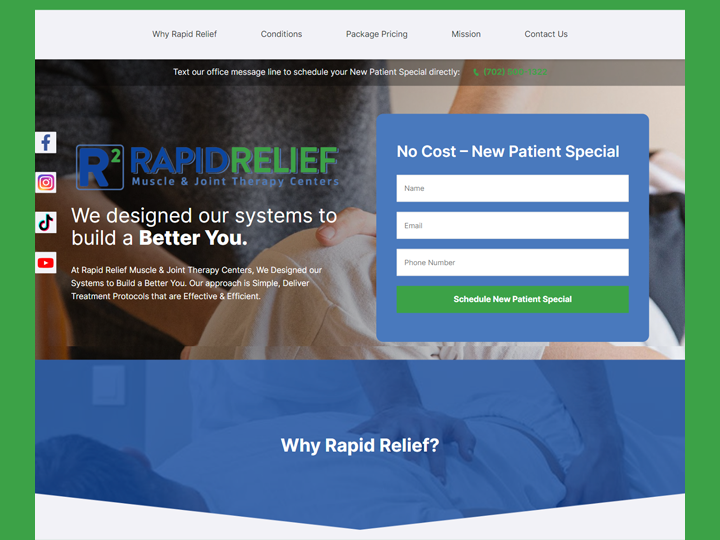 Why Rapid Relief
Conditions
Package Pricing
Mission
Contact Us
Text our office message line to schedule your New Patient Special directly:
(702)
R2 RAPIDRELIEF
Muscle & Joint Therapy Centers
We designed our systems to
build a Better You.
At Rapid Relief Muscle & Joint Therapy Centers, We Designed our
Systems to Build a Better You. Our approach is Simple, Deliver
Treatment Protocols that are Effective & Efficient.
No Cost – New Patient Special
Name
Email
Phone Number
Schedule New Patient Special
Why Rapid Relief?